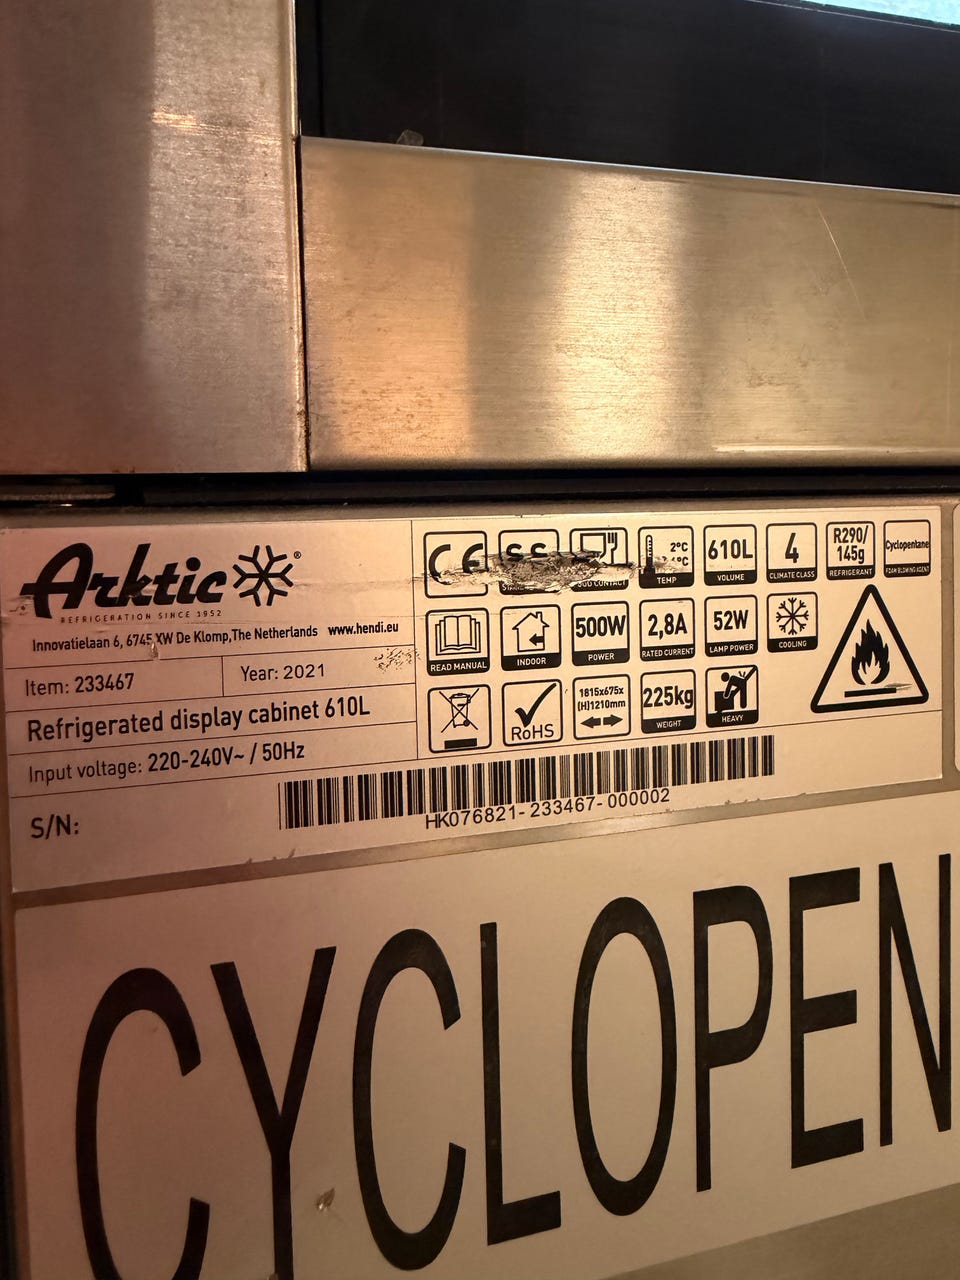 Arktic®
REFRIGERATION SINCE 1952
Innovatielaan 6, 6745 XW De Klomp, The Netherlands www.hendi.eu
Item: 233467
Year: 2021
Refrigerated display cabinet 610L
Input voltage: 220-240V~ / 50Hz
S/N:
CE
CONTACT
2°C
TEMP
610L
VOLUME
4
CLIMATE CLASS
R290/
145g
REFRIGERANT
Cyclopentane
FOAM BLOWING AGENT
READ MANUAL
INDOOR
500W
POWER
2,8A
RATED CURRENT
52W
LAMP POWER
COOLING
RoHS
1815x675x
(H)1210mm
225kg
WEIGHT
HEAVY
HK076821-233467-000002
CYCLOPEN